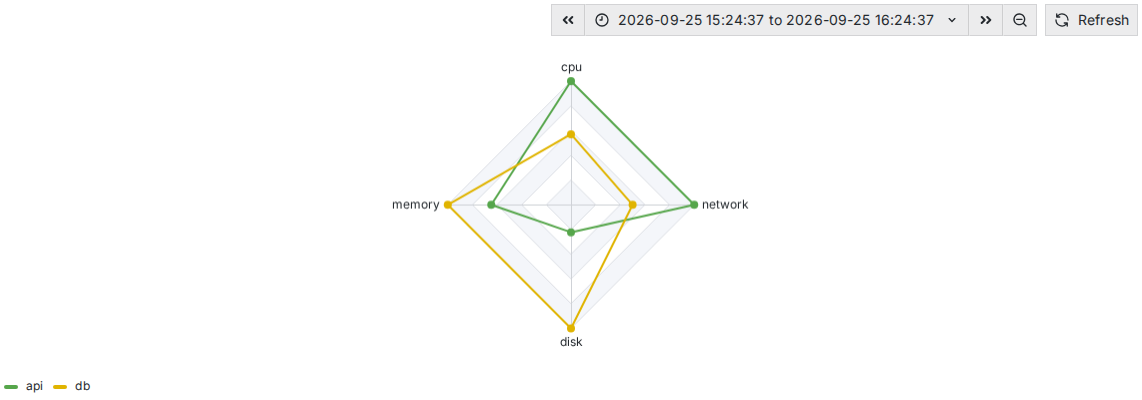 2026-09-25 15:24:37 to 2026-09-25 16:24:37 Refresh
cpu
memory network
disk
api db